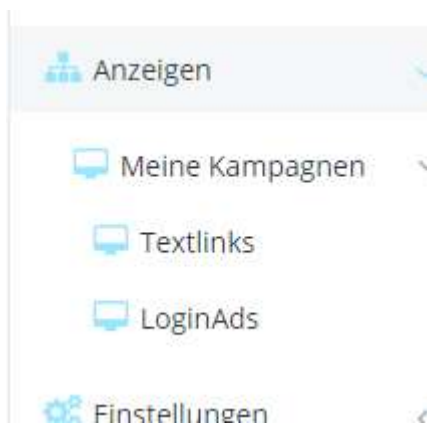 Anzeigen
Meine Kampagnen
Textlinks
LoginAds
Einstellungen